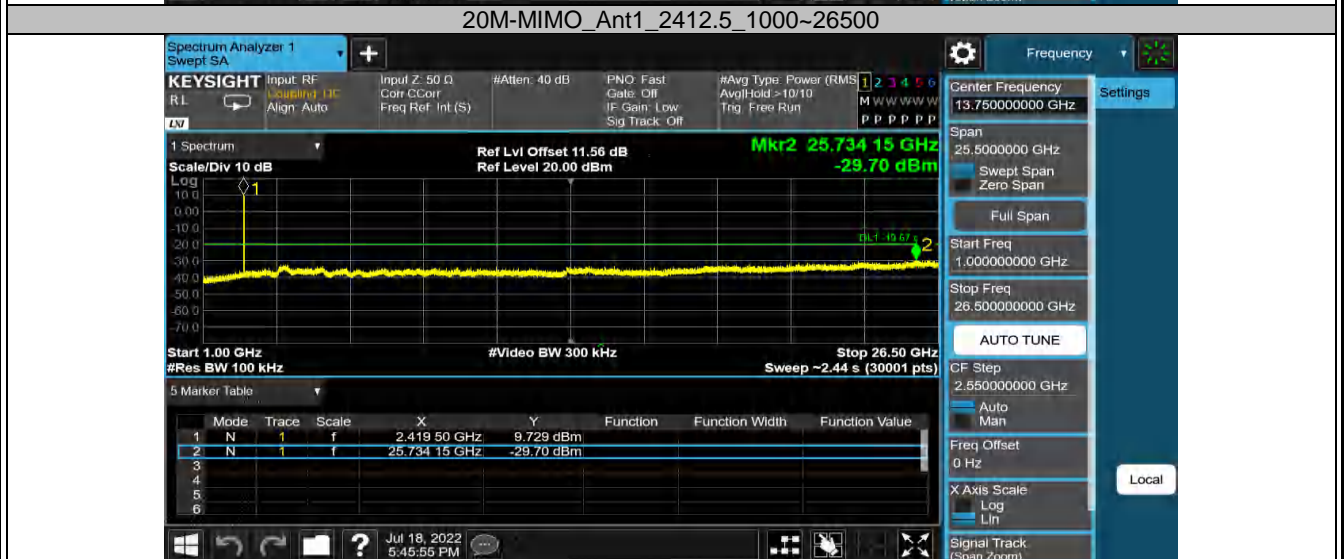 20M-MIMO_Ant1_2412.5_1000~26500
Spectrum Analyzer 1
Swept SA
+
Frequency
KEYSIGHT
RL
LXI
Input: RF
Coupling: DC
Align: Auto
Input Z: 50 Ω
Corr CCorr
Freq Ref: Int (S)
#Atten: 40 dB
PNO: Fast
Gate: Off
IF Gain: Low
Sig Track: Off
#Avg Type: Power (RMS
Avg|Hold >10/10
Trig: Free Run
1 2 3 4 5 6
M W W W W W
P P P P P P
Center Frequency
13.750000000 GHz
Settings
Span
25.5000000 GHz
Swept Span
Zero Span
Full Span
Start Freq
1.000000000 GHz
Stop Freq
26.500000000 GHz
AUTO TUNE
CF Step
2.550000000 GHz
Auto
Man
Freq Offset
0 Hz
X Axis Scale
Log
Lin
Local
Signal Track
(Span Zoom)
1 Spectrum
Scale/Div 10 dB
Ref Lvl Offset 11.56 dB
Ref Level 20.00 dBm
Mkr2 25.734 15 GHz
-29.70 dBm
Log
10.0
0.00
-10.0
-20.0
-30.0
-40.0
-50.0
-60.0
-70.0
1
2
Start 1.00 GHz
#Res BW 100 kHz
#Video BW 300 kHz
Stop 26.50 GHz
Sweep ~2.44 s (30001 pts)
5 Marker Table
Mode Trace Scale X Y Function Function Width Function Value
1 N 1 f 2.419 50 GHz 9.729 dBm
2 N 1 f 25.734 15 GHz -29.70 dBm
3
4
5
6
?
Jul 18, 2022
5:45:55 PM